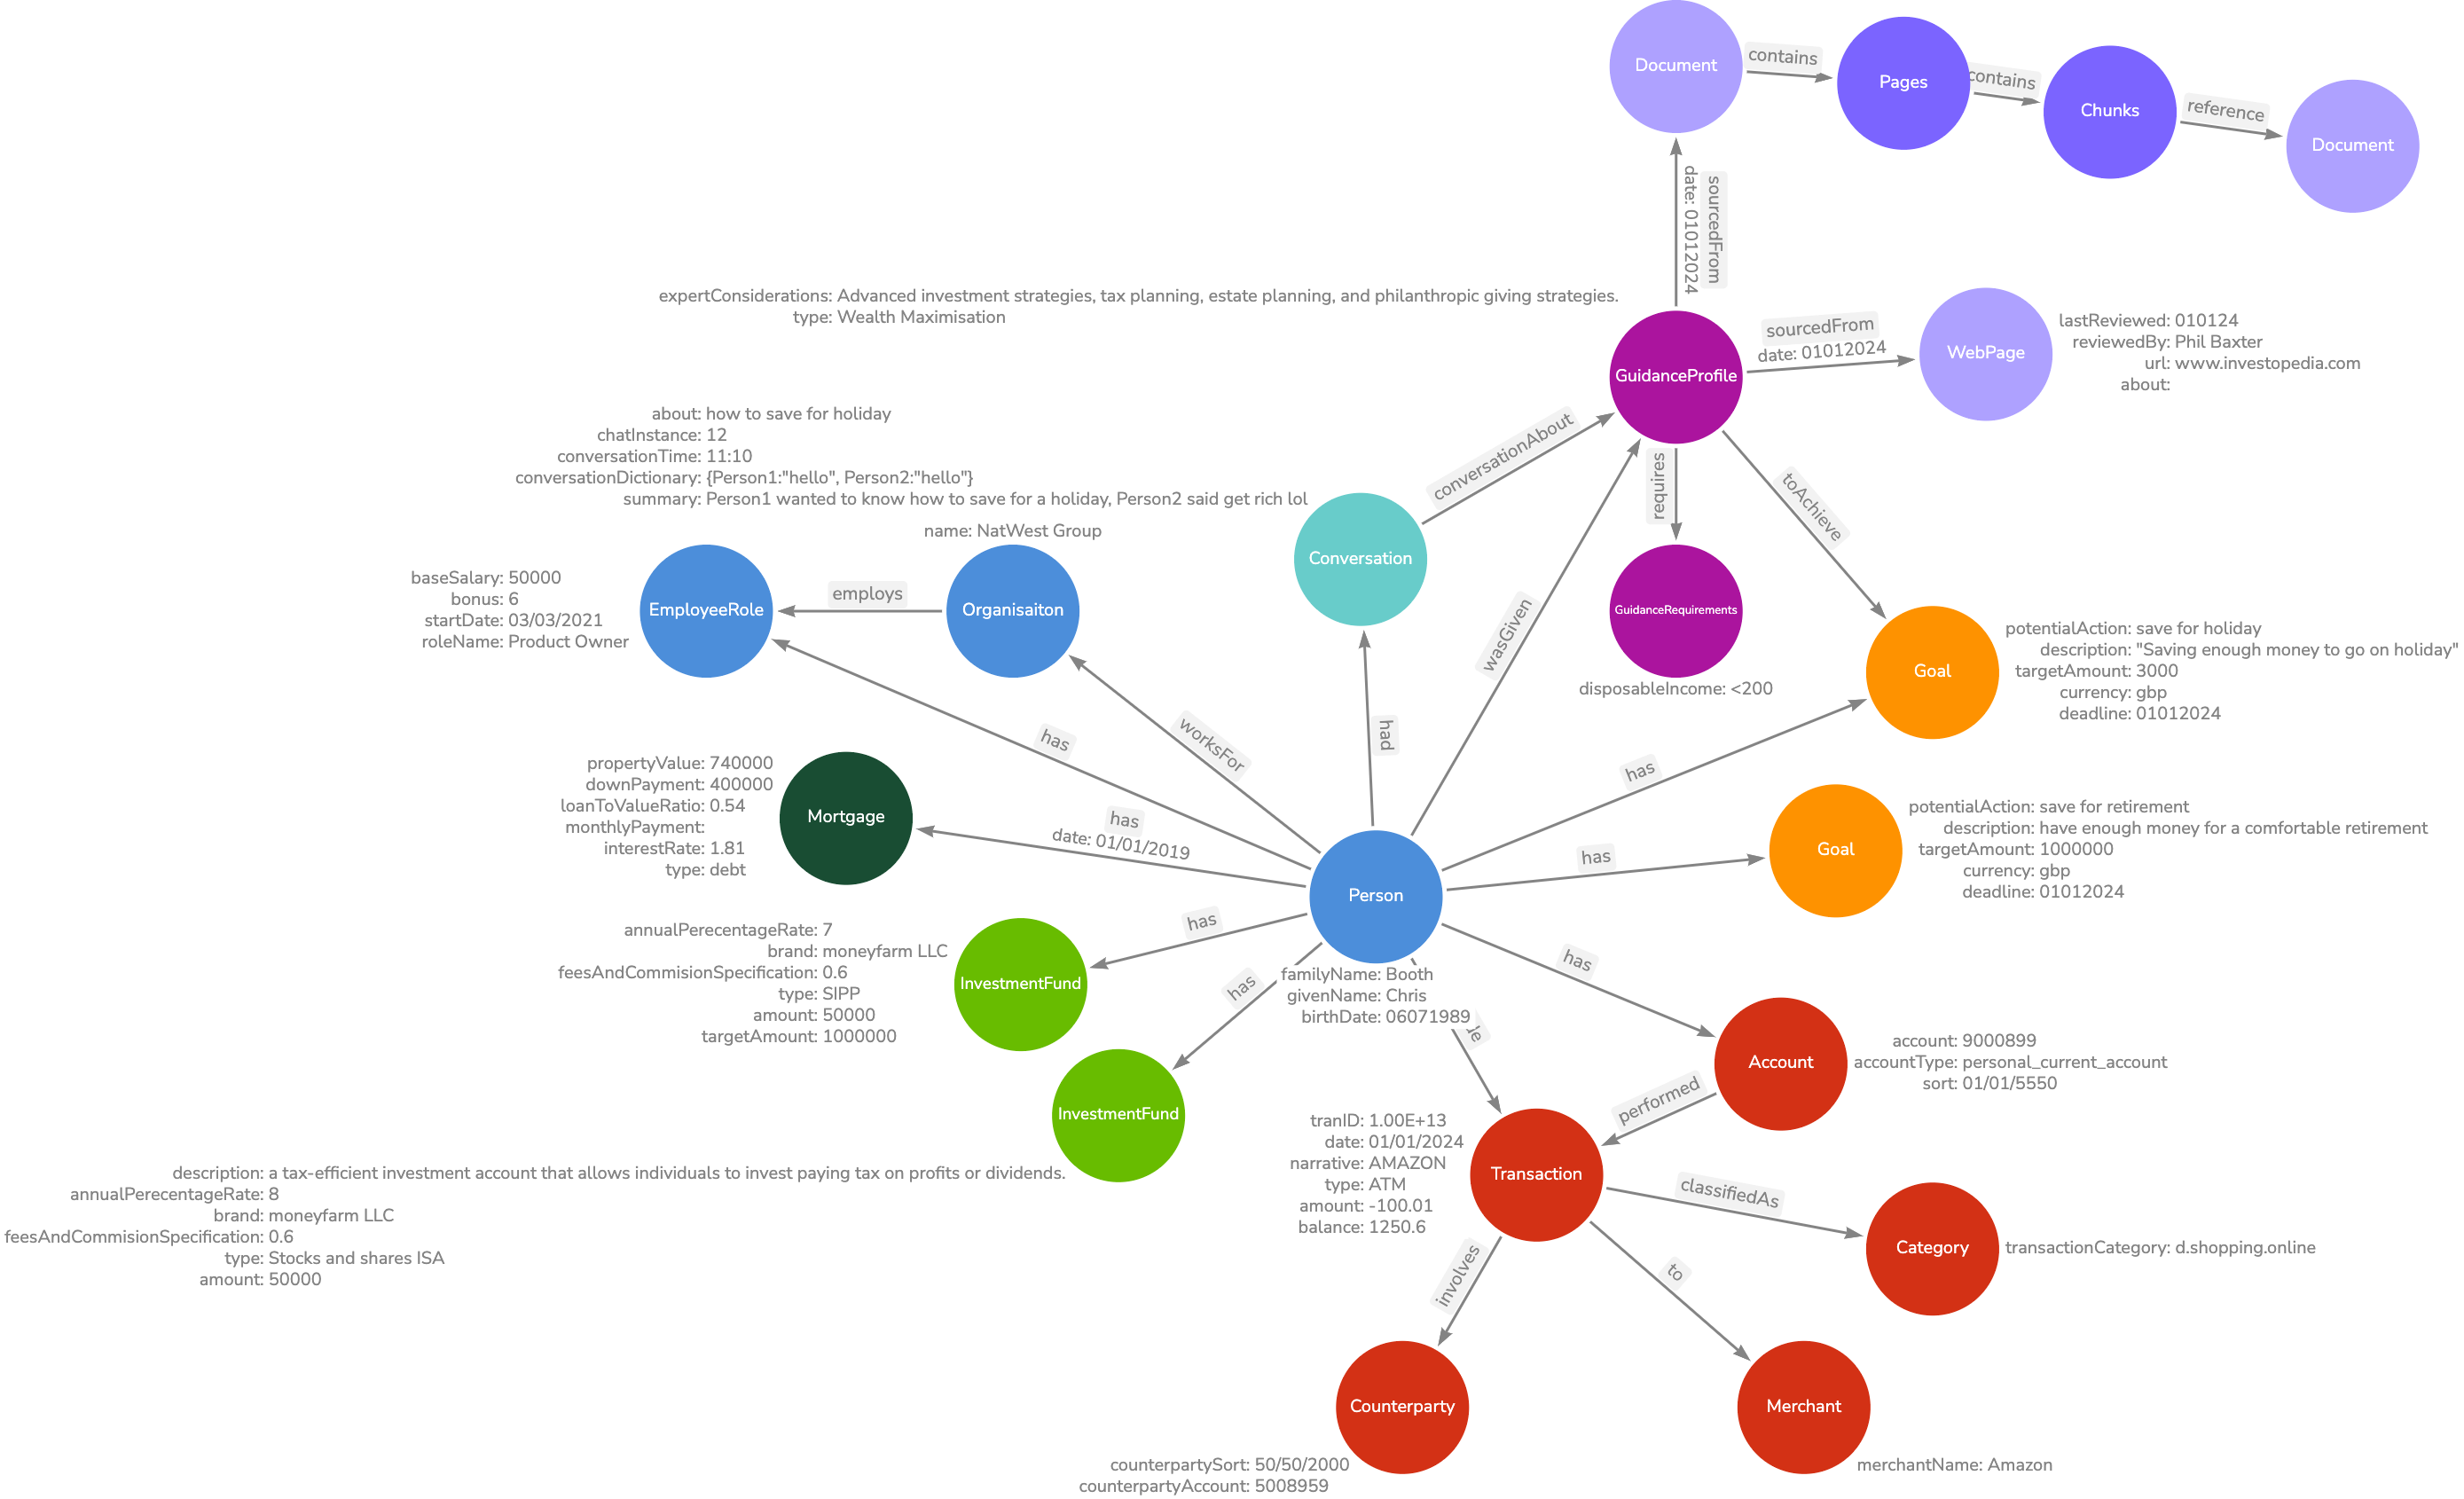 Document
contains
Pages
contains
Chunks
reference
Document
sourcedFrom
date: 01012024
expertConsiderations: Advanced investment strategies, tax planning, estate planning, and philanthropic giving strategies.
type: Wealth Maximisation
GuidanceProfile
sourcedFrom
date: 01012024
WebPage
lastReviewed: 010124
reviewedBy: Phil Baxter
url: www.investopedia.com
about:
about: how to save for holiday
chatInstance: 12
conversationTime: 11:10
conversationDictionary: {Person1:"hello", Person2:"hello"}
summary: Person1 wanted to know how to save for a holiday, Person2 said get rich lol
conversationAbout
requires
toAchieve
Conversation
name: NatWest Group
baseSalary: 50000
bonus: 6
startDate: 03/03/2021
roleName: Product Owner
EmployeeRole
employs
Organisaiton
wasGiven
GuidanceRequirements
disposableIncome: <200
Goal
potentialAction: save for holiday
description: "Saving enough money to go on holiday"
targetAmount: 3000
currency: gbp
deadline: 01012024
has
worksFor
had
has
propertyValue: 740000
downPayment: 400000
loanToValueRatio: 0.54
monthlyPayment:
interestRate: 1.81
type: debt
Mortgage
has
date: 01/01/2019
Person
has
Goal
potentialAction: save for retirement
description: have enough money for a comfortable retirement
targetAmount: 1000000
currency: gbp
deadline: 01012024
annualPerecentageRate: 7
brand: moneyfarm LLC
feesAndCommisionSpecification: 0.6
type: SIPP
amount: 50000
targetAmount: 1000000
InvestmentFund
has
has
familyName: Booth
givenName: Chris
birthDate: 06071989
has
Account
account: 9000899
accountType: personal_current_account
sort: 01/01/5550
InvestmentFund
performed
tranID: 1.00E+13
date: 01/01/2024
narrative: AMAZON
type: ATM
amount: -100.01
balance: 1250.6
Transaction
description: a tax-efficient investment account that allows individuals to invest paying tax on profits or dividends.
annualPerecentageRate: 8
brand: moneyfarm LLC
feesAndCommisionSpecification: 0.6
type: Stocks and shares ISA
amount: 50000
classifiedAs
Category
transactionCategory: d.shopping.online
involves
to
Counterparty
counterpartySort: 50/50/2000
counterpartyAccount: 5008959
Merchant
merchantName: Amazon